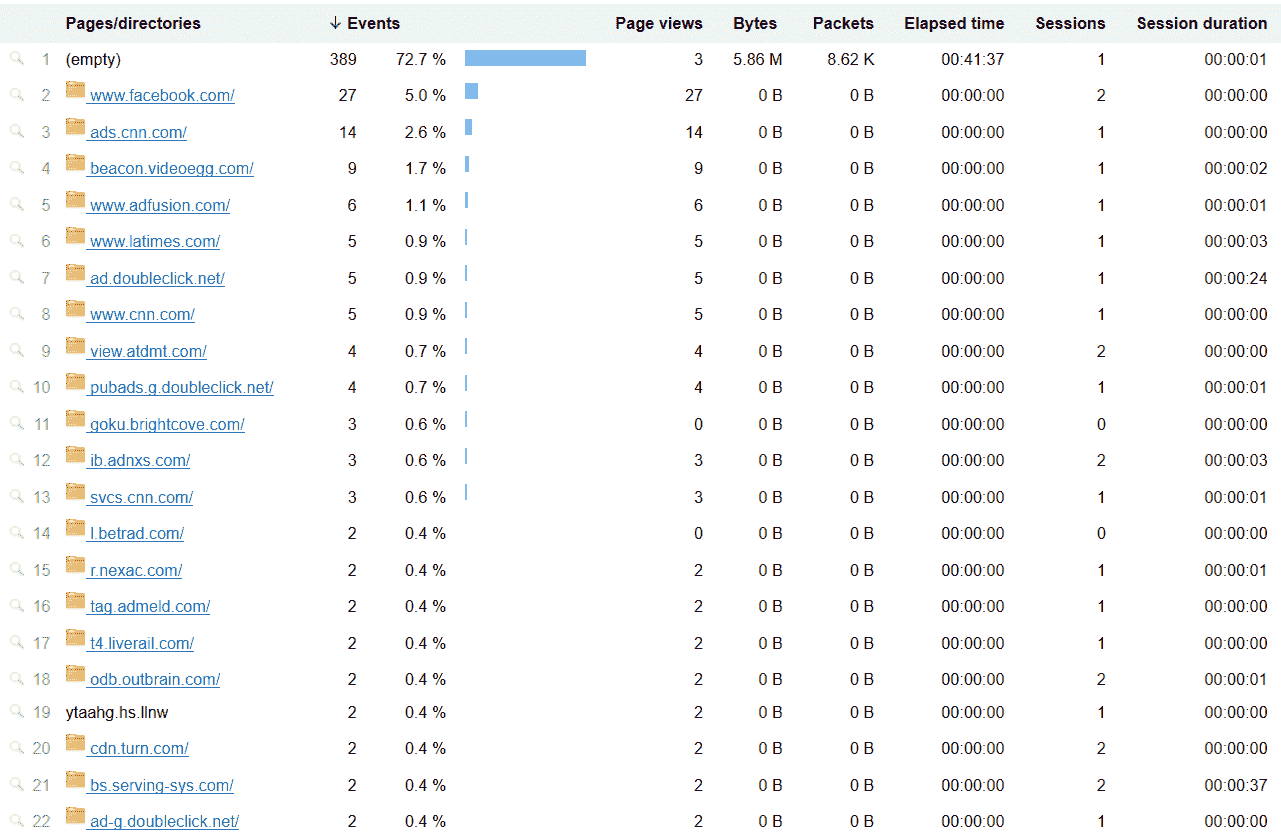 Pages/directories Events Page views Bytes Packets Elapsed time Sessions Session duration
1 (empty) 389 72.7 % 3 5.86 M 8.62 K 00:41:37 1 00:00:01
2 www.facebook.com/ 27 5.0 % 27 0 B 0 B 00:00:00 2 00:00:00
3 ads.cnn.com/ 14 2.6 % 14 0 B 0 B 00:00:00 1 00:00:00
4 beacon.videoegg.com/ 9 1.7 % 9 0 B 0 B 00:00:00 1 00:00:02
5 www.adfusion.com/ 6 1.1 % 6 0 B 0 B 00:00:00 1 00:00:01
6 www.latimes.com/ 5 0.9 % 5 0 B 0 B 00:00:00 1 00:00:03
7 ad.doubleclick.net/ 5 0.9 % 5 0 B 0 B 00:00:00 1 00:00:24
8 www.cnn.com/ 5 0.9 % 5 0 B 0 B 00:00:00 1 00:00:00
9 view.atdmt.com/ 4 0.7 % 4 0 B 0 B 00:00:00 2 00:00:00
10 pubads.g.doubleclick.net/ 4 0.7 % 4 0 B 0 B 00:00:00 1 00:00:01
11 goku.brightcove.com/ 3 0.6 % 0 0 B 0 B 00:00:00 0 00:00:00
12 ib.adnxs.com/ 3 0.6 % 3 0 B 0 B 00:00:00 2 00:00:03
13 svcs.cnn.com/ 3 0.6 % 3 0 B 0 B 00:00:00 1 00:00:01
14 l.betrad.com/ 2 0.4 % 0 0 B 0 B 00:00:00 0 00:00:00
15 r.nexac.com/ 2 0.4 % 2 0 B 0 B 00:00:00 1 00:00:01
16 tag.admeld.com/ 2 0.4 % 2 0 B 0 B 00:00:00 1 00:00:00
17 t4.liverail.com/ 2 0.4 % 2 0 B 0 B 00:00:00 1 00:00:00
18 odb.outbrain.com/ 2 0.4 % 2 0 B 0 B 00:00:00 2 00:00:01
19 ytaahg.hs.llnw 2 0.4 % 2 0 B 0 B 00:00:00 1 00:00:00
20 cdn.turn.com/ 2 0.4 % 2 0 B 0 B 00:00:00 2 00:00:00
21 bs.serving-sys.com/ 2 0.4 % 2 0 B 0 B 00:00:00 2 00:00:37
22 ad-g.doubleclick.net/ 2 0.4 % 2 0 B 0 B 00:00:00 1 00:00:00